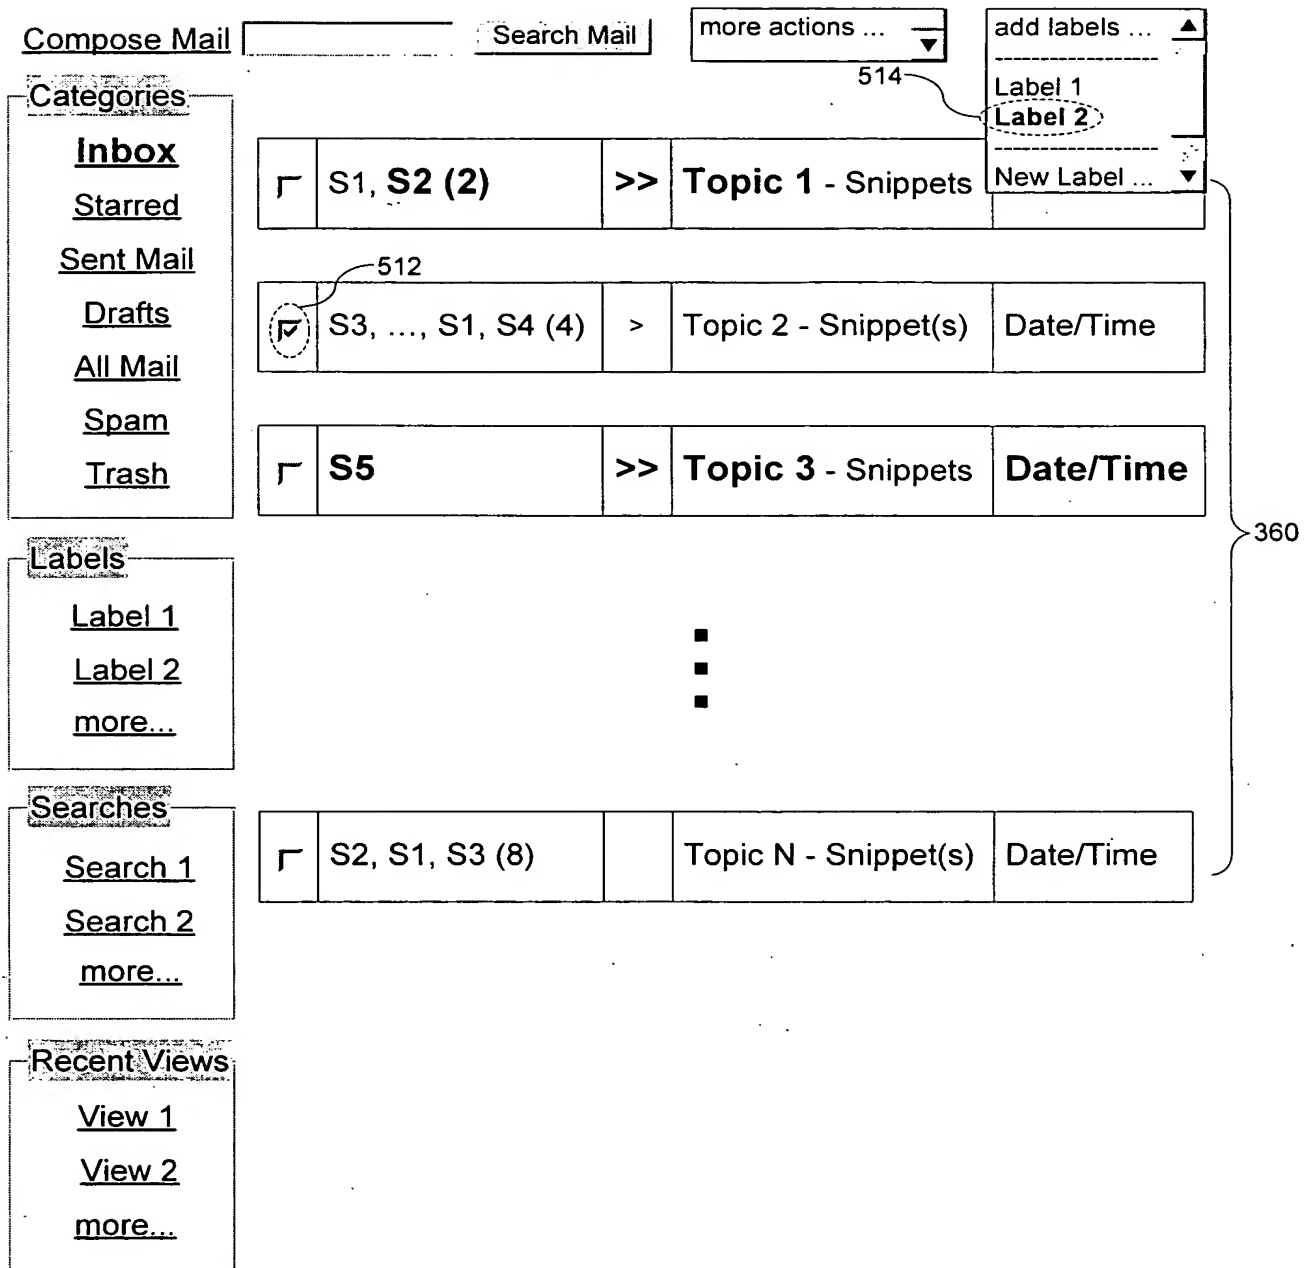 Compose Mail
Search Mail
more actions ...
add labels ...
Label 1
Label 2
New Label ...
514
Categories
Inbox
Starred
Sent Mail
Drafts
All Mail
Spam
Trash
S1, S2 (2) >> Topic 1 - Snippets
512
S3, ..., S1, S4 (4) > Topic 2 - Snippet(s) Date/Time
S5 >> Topic 3 - Snippets Date/Time
360
Labels
Label 1
Label 2
more...
Searches
Search 1
Search 2
more...
S2, S1, S3 (8) Topic N - Snippet(s) Date/Time
Recent Views
View 1
View 2
more...